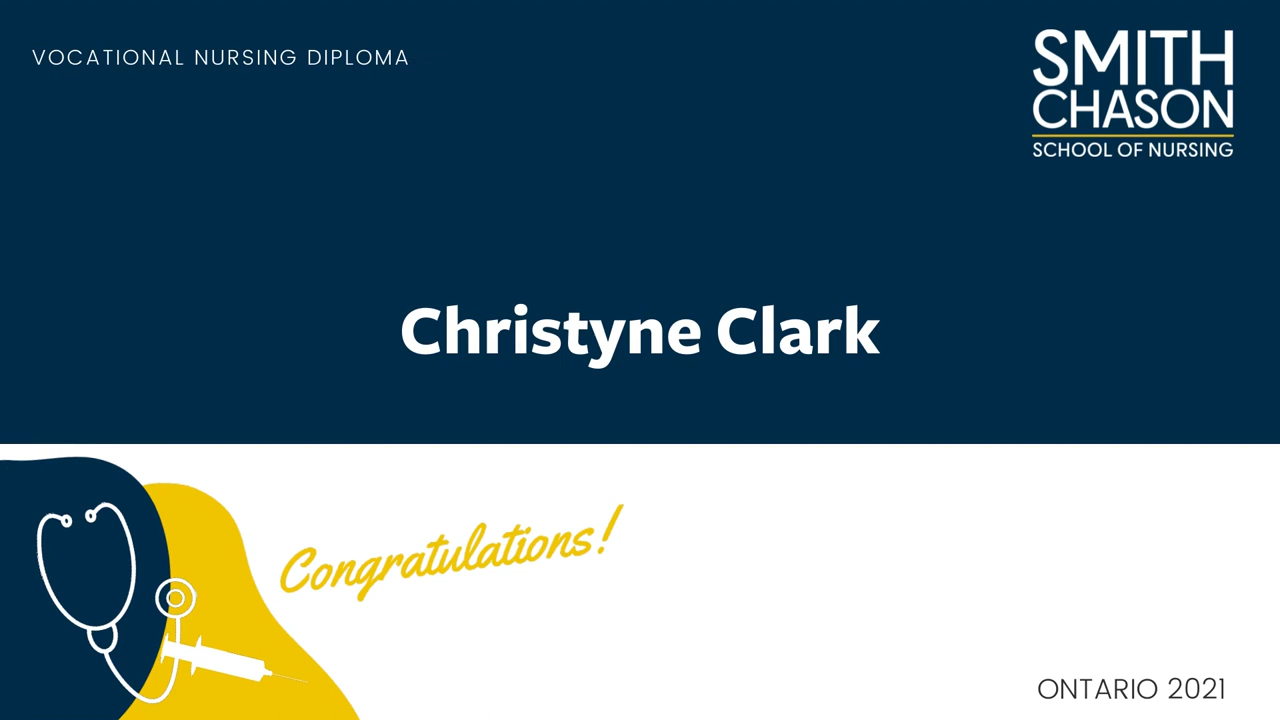 VOCATIONAL NURSING DIPLOMA
SMITH
CHASON
SCHOOL OF NURSING
Christyne Clark
Congratulations!
ONTARIO 2021